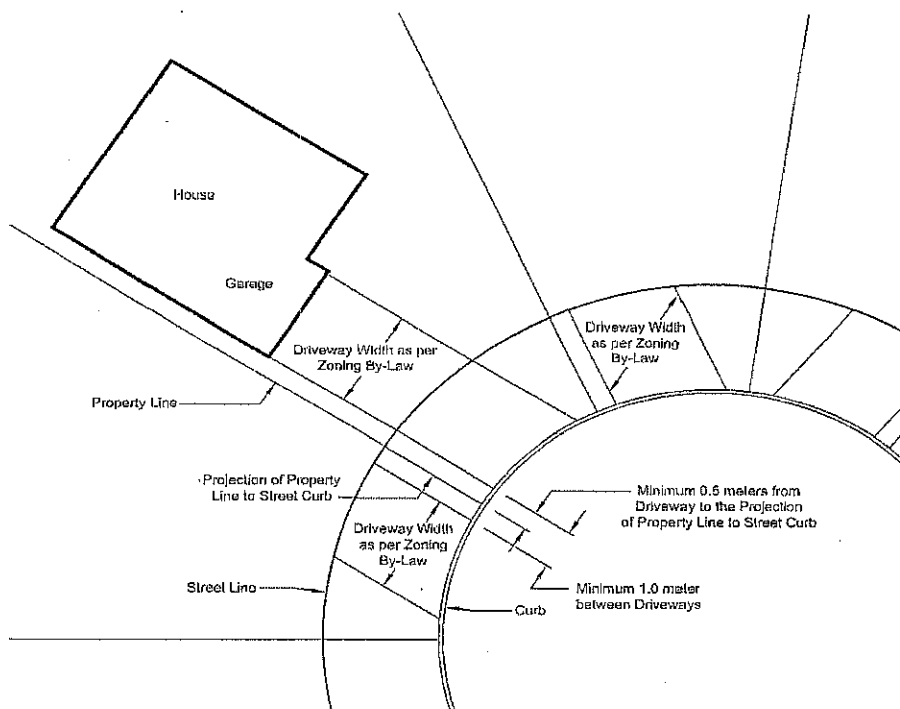 House
Garage
Driveway Width as per
Zoning By-Law
Property Line
Driveway Width
as per Zoning
By-Law
Projection of Property
Line to Street Curb
Driveway Width
as per Zoning
By-Law
Street Line
Minimum 0.5 meters from
Driveway to the Projection
of Property Line to Street Curb
Minimum 1.0 meter
between Driveways
Curb